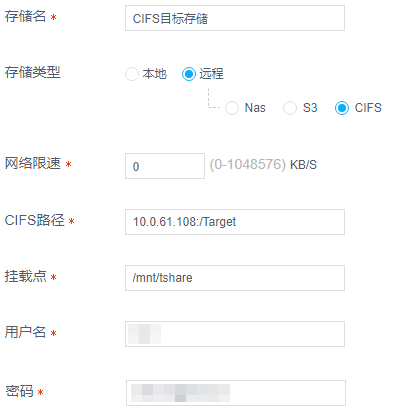 存储名 * CIFS目标存储
存储类型 本地 远程
Nas S3 CIFS
网络限速 * 0 (0-1048576) KB/S
CIFS路径 * 10.0.61.108:/Target
挂载点 * /mnt/tshare
用户名 *
密码 *